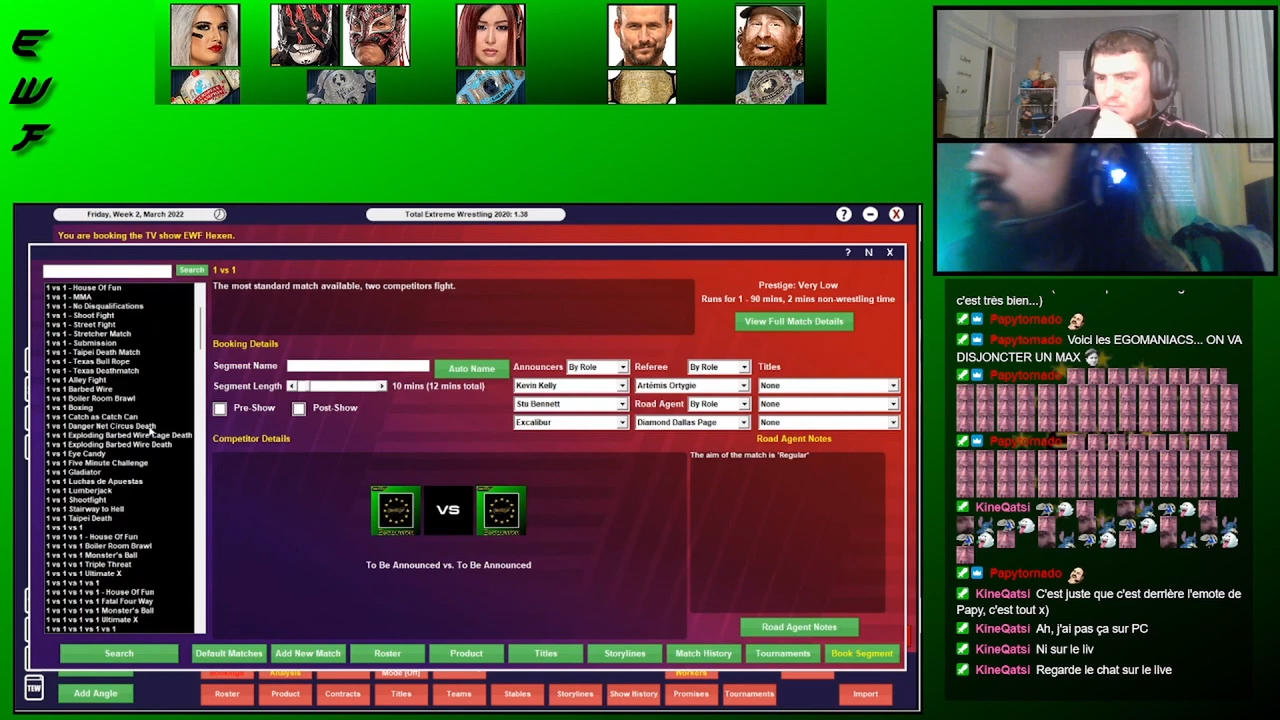 E
W
F
Friday, Week 2, March 2022
Total Extreme Wrestling 2020: 1.38
?
X
You are booking the TV show EWF Hexen.
? N X
Search
1 vs 1
1 vs 1 - House Of Fun
1 vs 1 - MMA
1 vs 1 - No Disqualifications
1 vs 1 - Shoot Fight
1 vs 1 - Street Fight
1 vs 1 - Stretcher Match
1 vs 1 - Submission
1 vs 1 - Taipei Death Match
1 vs 1 - Texas Bull Rope
1 vs 1 - Texas Deathmatch
1 vs 1 Alley Fight
1 vs 1 Barbed Wire
1 vs 1 Boiler Room Brawl
1 vs 1 Boxing
1 vs 1 Catch as Catch Can
1 vs 1 Danger Net Circus Death
1 vs 1 Exploding Barbed Wire Cage Death
1 vs 1 Exploding Barbed Wire Death
1 vs 1 Eye Candy
1 vs 1 Five Minute Challenge
1 vs 1 Gladiator
1 vs 1 Luchas de Apuestas
1 vs 1 Lumberjack
1 vs 1 Shootfight
1 vs 1 Stairway to Hell
1 vs 1 Taipei Death
1 vs 1 vs 1
1 vs 1 vs 1 - House Of Fun
1 vs 1 vs 1 Boiler Room Brawl
1 vs 1 vs 1 Monster's Ball
1 vs 1 vs 1 Triple Threat
1 vs 1 vs 1 Ultimate X
1 vs 1 vs 1 vs 1
1 vs 1 vs 1 vs 1 - House Of Fun
1 vs 1 vs 1 vs 1 Fatal Four Way
1 vs 1 vs 1 vs 1 Monster's Ball
1 vs 1 vs 1 vs 1 Ultimate X
1 vs 1 vs 1 vs 1 vs 1
The most standard match available, two competitors fight.
Prestige: Very Low
Runs for 1 - 90 mins, 2 mins non-wrestling time
View Full Match Details
Booking Details
Segment Name
Auto Name
Segment Length
10 mins (12 mins total)
Pre-Show
Post-Show
Announcers By Role
Kevin Kelly
Stu Bennett
Excalibur
Referee By Role
Artémis Ortygie
Road Agent By Role
Diamond Dallas Page
Titles
None
None
None
Competitor Details
VS
To Be Announced vs. To Be Announced
Road Agent Notes
The aim of the match is 'Regular'
Road Agent Notes
Search
Default Matches
Add New Match
Roster
Product
Titles
Storylines
Match History
Tournaments
Book Segment
Bookings
Analysis
Mode (Off)
Workers
TEW
Add Angle
Roster
Product
Contracts
Titles
Teams
Stables
Storylines
Show History
Promises
Tournaments
Import
c'est très bien...)
Papytornado
Papytornado Voici les EGOMANIACS... ON VA
DISJONCTER UN MAX
Papytornado
Papytornado
KineQatsi
Papytornado
KineQatsi C'est juste que c'est derrière l'emote de
Papy, c'est tout x)
KineQatsi Ah, j'ai pas ça sur PC
KineQatsi Ni sur le liv
KineQatsi Regarde le chat sur le live